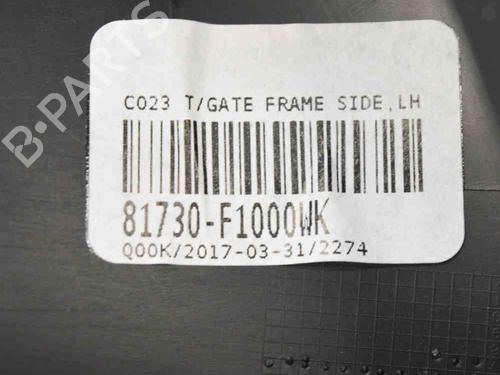 B-PARTS
C023 T/GATE FRAME SIDE,LH
81730-F1000WK
Q00K/2017-03-31/2274